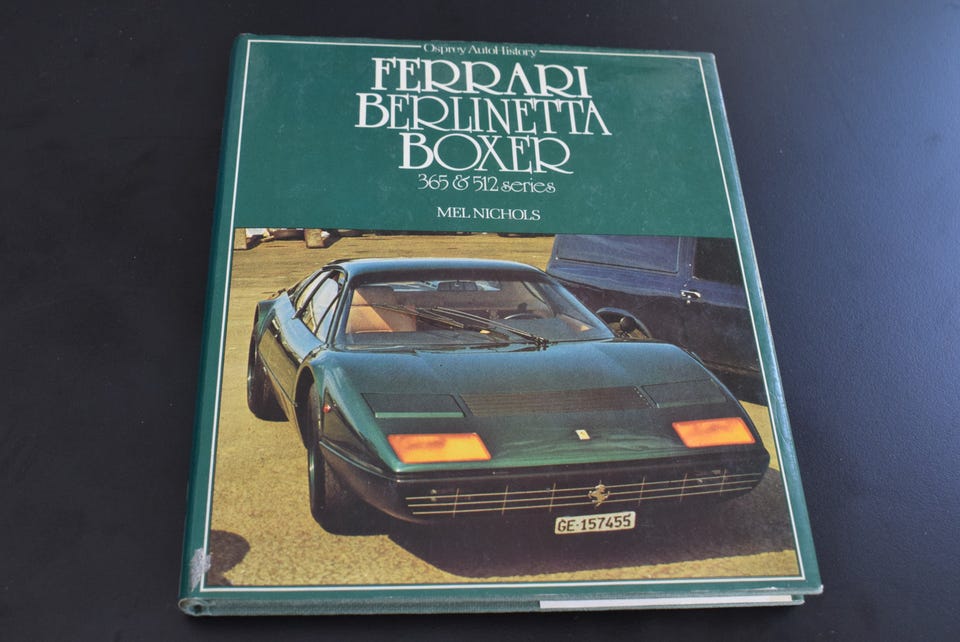 Osprey AutoHistory
FERRARI
BERLINETTA
BOXER
365 & 512 series
MEL NICHOLS
GE·157455